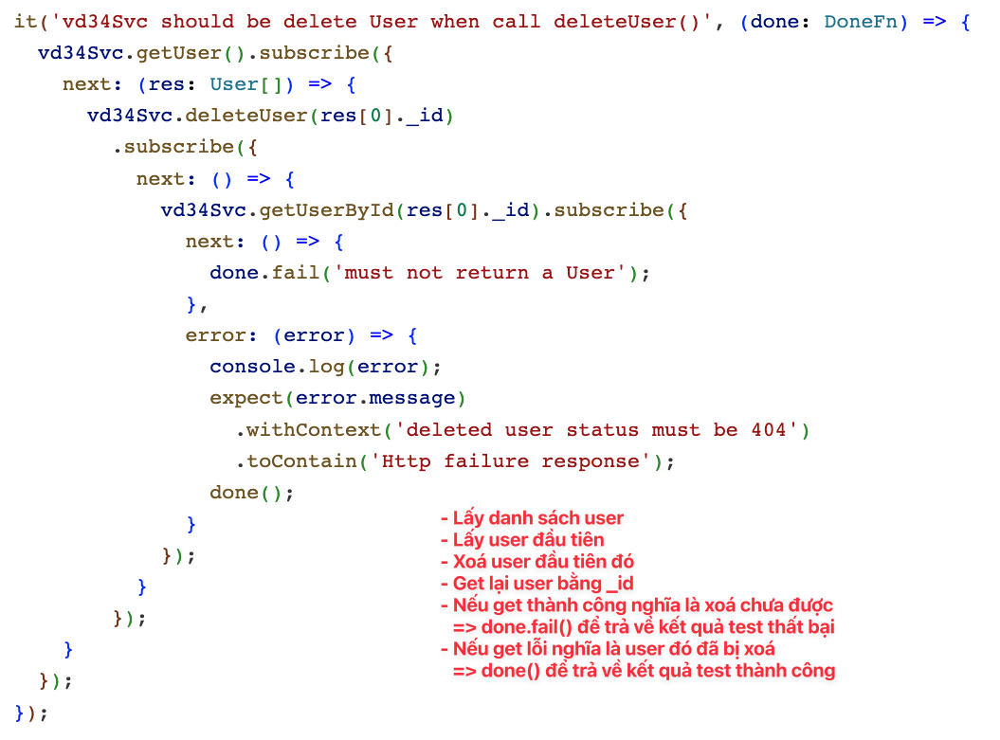 it('vd34Svc should be delete User when call deleteUser()', (done: DoneFn) => {
  vd34Svc.getUser().subscribe({
    next: (res: User[]) => {
      vd34Svc.deleteUser(res[0]._id)
        .subscribe({
          next: () => {
            vd34Svc.getUserById(res[0]._id).subscribe({
              next: () => {
                done.fail('must not return a User');
              },
              error: (error) => {
                console.log(error);
                expect(error.message)
                  .withContext('deleted user status must be 404')
                  .toContain('Http failure response');
                done();
              }
            });
          }
        });
    }
  });
});
- Lấy danh sách user
- Lấy user đầu tiên
- Xoá user đầu tiên đó
- Get lại user bằng _id
- Nếu get thành công nghĩa là xoá chưa được
=> done.fail() để trả về kết quả test thất bại
- Nếu get lỗi nghĩa là user đó đã bị xoá
=> done() để trả về kết quả test thành công